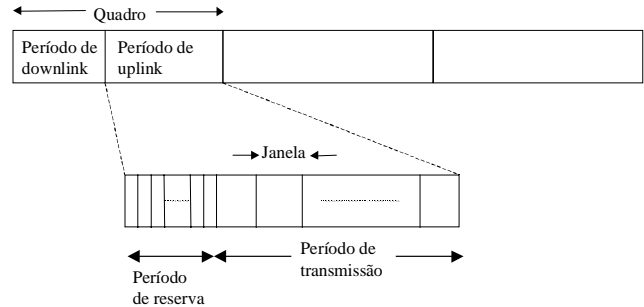 Quadro
Período de
downlink
Período de
uplink
Janela
Período
de reserva
Período de
transmissão